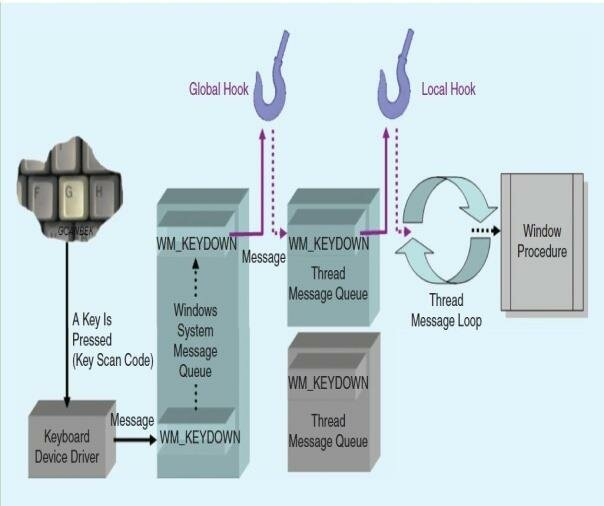 Global Hook
Local Hook
F
G
H
GCANSEK
WM_KEYDOWN
Message
WM_KEYDOWN
Thread
Message Queue
Window
Procedure
Thread
Message Loop
A Key Is
Pressed
(Key Scan Code)
Windows
System
Message
Queue
WM_KEYDOWN
Thread
Message Queue
Keyboard
Device Driver
Message
WM_KEYDOWN